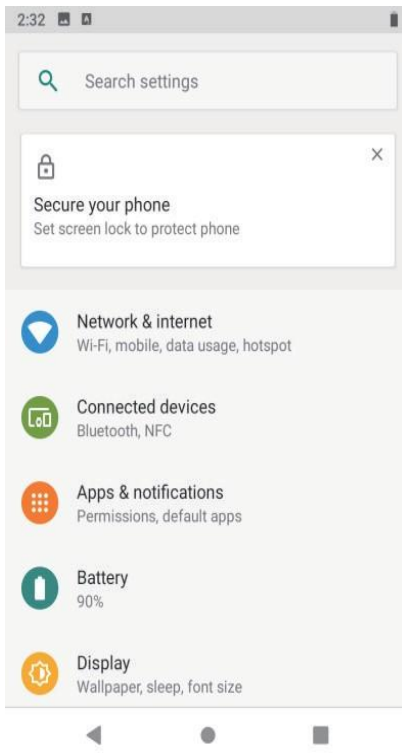 2:32
Search settings
Secure your phone
Set screen lock to protect phone
Network & internet
Wi-Fi, mobile, data usage, hotspot
Connected devices
Bluetooth, NFC
Apps & notifications
Permissions, default apps
Battery
90%
Display
Wallpaper, sleep, font size